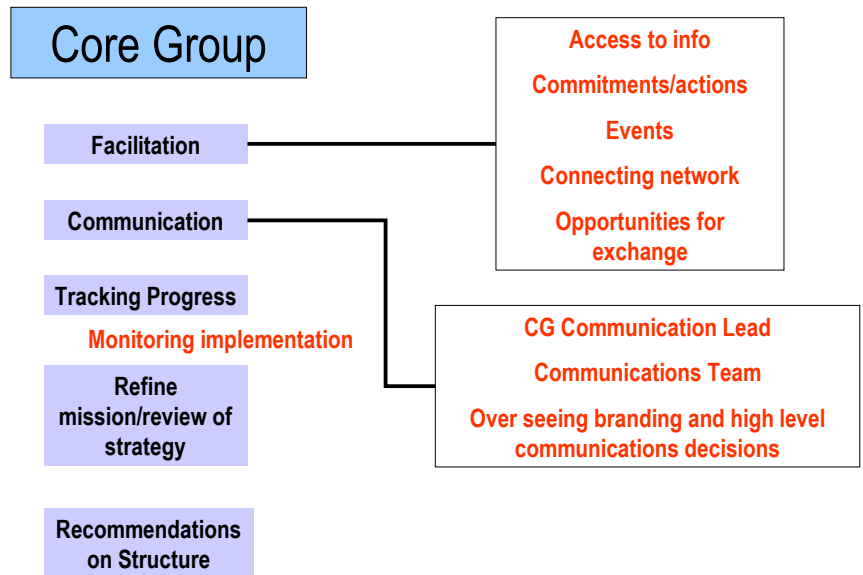 Core Group
Facilitation
Access to info
Commitments/actions
Events
Connecting network
Opportunities for
exchange
Communication
CG Communication Lead
Communications Team
Over seeing branding and high level
communications decisions
Tracking Progress
Monitoring implementation
Refine
mission/review of
strategy
Recommendations
on Structure